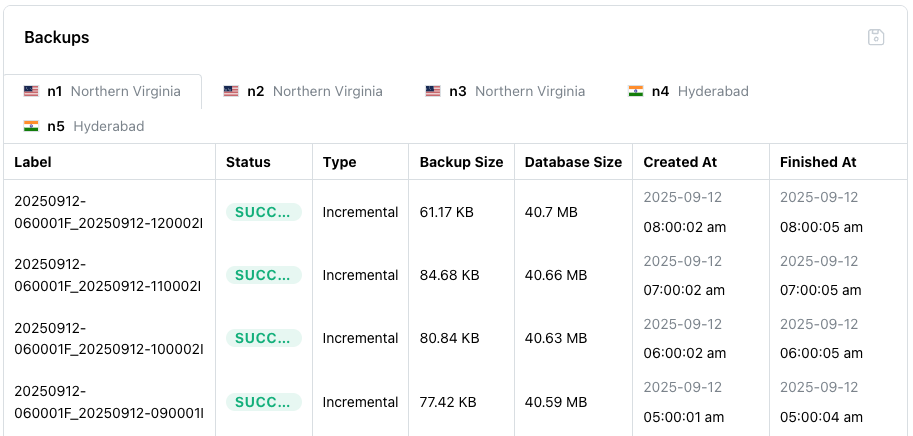 Backups
n1 Northern Virginia
n2 Northern Virginia
n3 Northern Virginia
n4 Hyderabad
n5 Hyderabad
Label Status Type Backup Size Database Size Created At Finished At
20250912-
060001F_20250912-120002I
SUCC... Incremental 61.17 KB 40.7 MB
2025-09-12
08:00:02 am
2025-09-12
08:00:05 am
20250912-
060001F_20250912-110002I
SUCC... Incremental 84.68 KB 40.66 MB
2025-09-12
07:00:02 am
2025-09-12
07:00:05 am
20250912-
060001F_20250912-100002I
SUCC... Incremental 80.84 KB 40.63 MB
2025-09-12
06:00:02 am
2025-09-12
06:00:05 am
20250912-
060001F_20250912-090001I
SUCC... Incremental 77.42 KB 40.59 MB
2025-09-12
05:00:01 am
2025-09-12
05:00:04 am